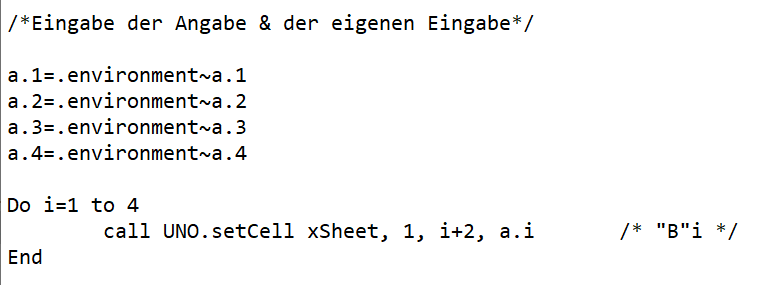 /*Eingabe der Angabe & der eigenen Eingabe*/
a.1=.environment~a.1
a.2=.environment~a.2
a.3=.environment~a.3
a.4=.environment~a.4
Do i=1 to 4
call UNO.setCell xSheet, 1, i+2, a.i /* "B"i */
End